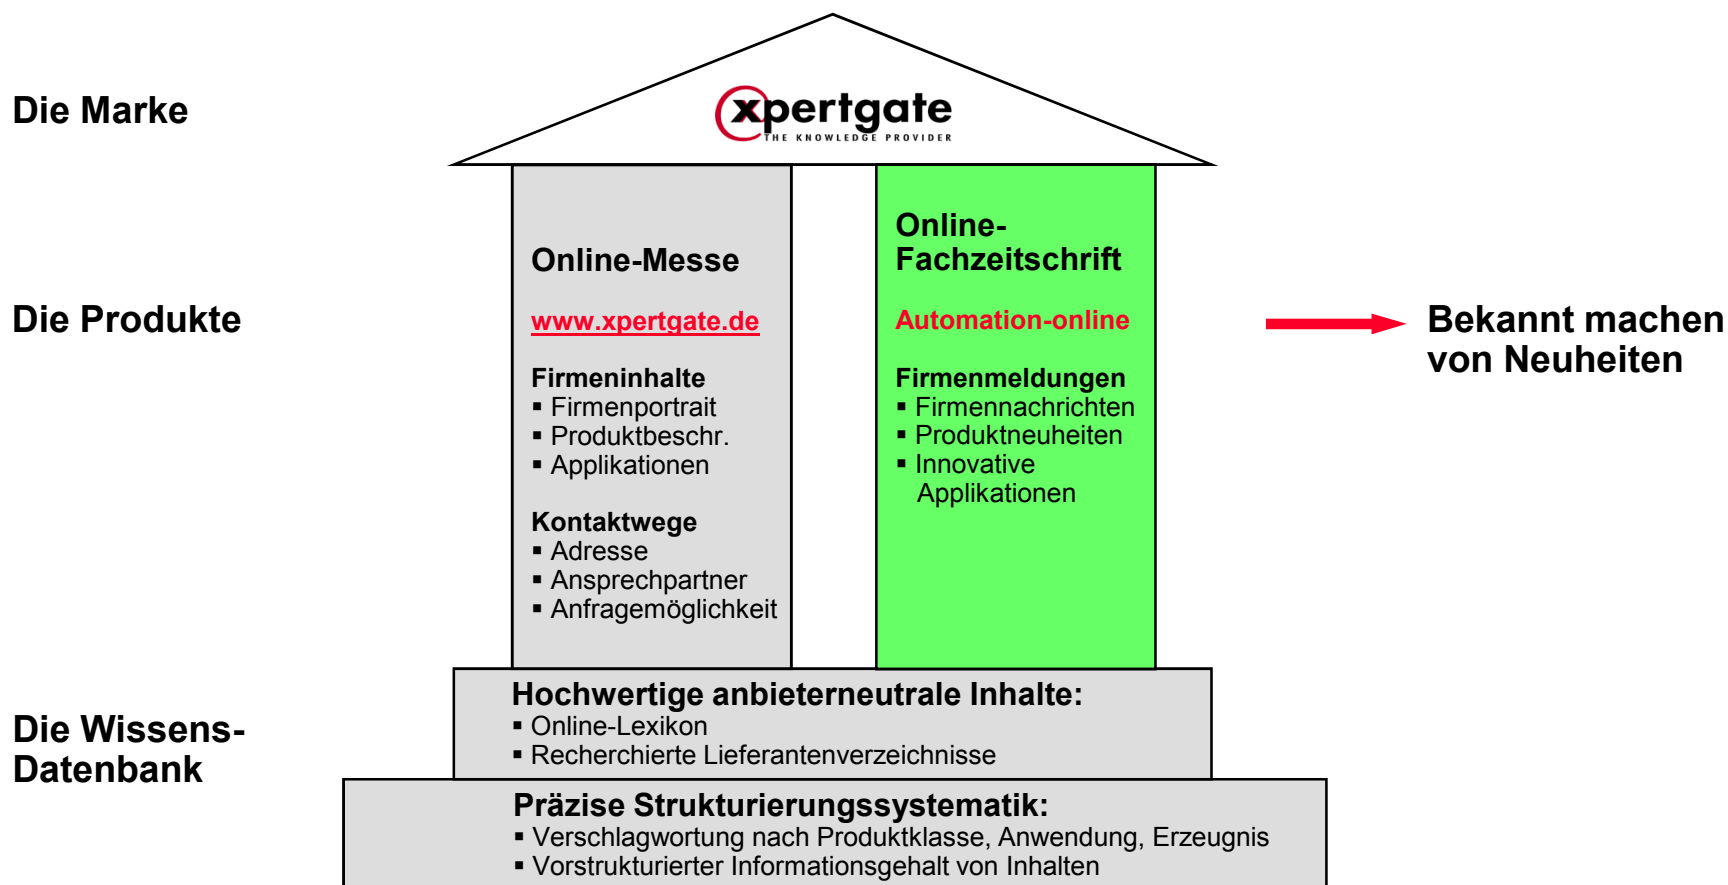 Die Marke
xpertgate
THE KNOWLEDGE PROVIDER
Die Produkte
Online-Messe
www.xpertgate.de
Firmeninhalte
▪ Firmenportrait
▪ Produktbeschr.
▪ Applikationen
Kontaktwege
▪ Adresse
▪ Ansprechpartner
▪ Anfragemöglichkeit
Online-
Fachzeitschrift
Automation-online
Firmenmeldungen
▪ Firmennachrichten
▪ Produktneuheiten
▪ Innovative
Applikationen
Bekannt machen
von Neuheiten
Die Wissens-
Datenbank
Hochwertige anbieterneutrale Inhalte:
▪ Online-Lexikon
▪ Recherchierte Lieferantenverzeichnisse
Präzise Strukturierungssystematik:
▪ Verschlagwortung nach Produktklasse, Anwendung, Erzeugnis
▪ Vorstrukturierter Informationsgehalt von Inhalten